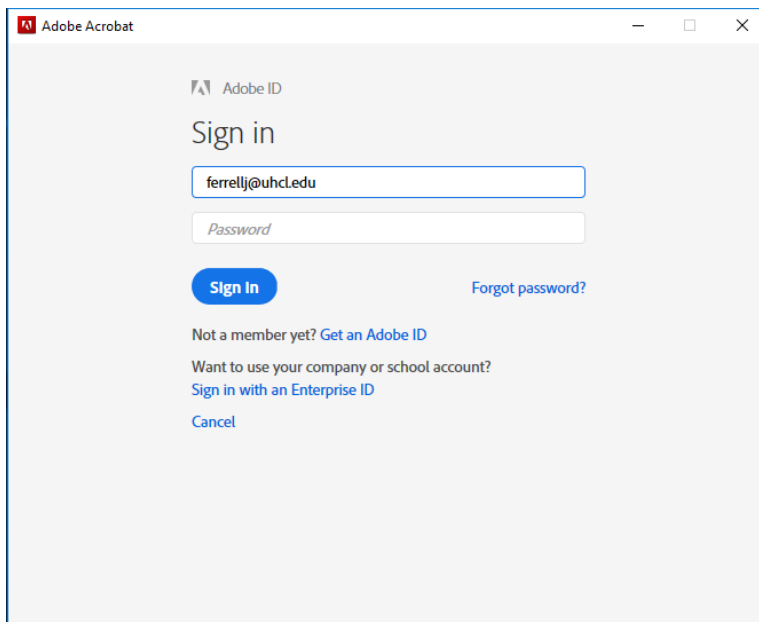 Adobe Acrobat
Adobe ID
Sign in
ferrellj@uhcl.edu
Password
Sign In
Forgot password?
Not a member yet? Get an Adobe ID
Want to use your company or school account?
Sign in with an Enterprise ID
Cancel